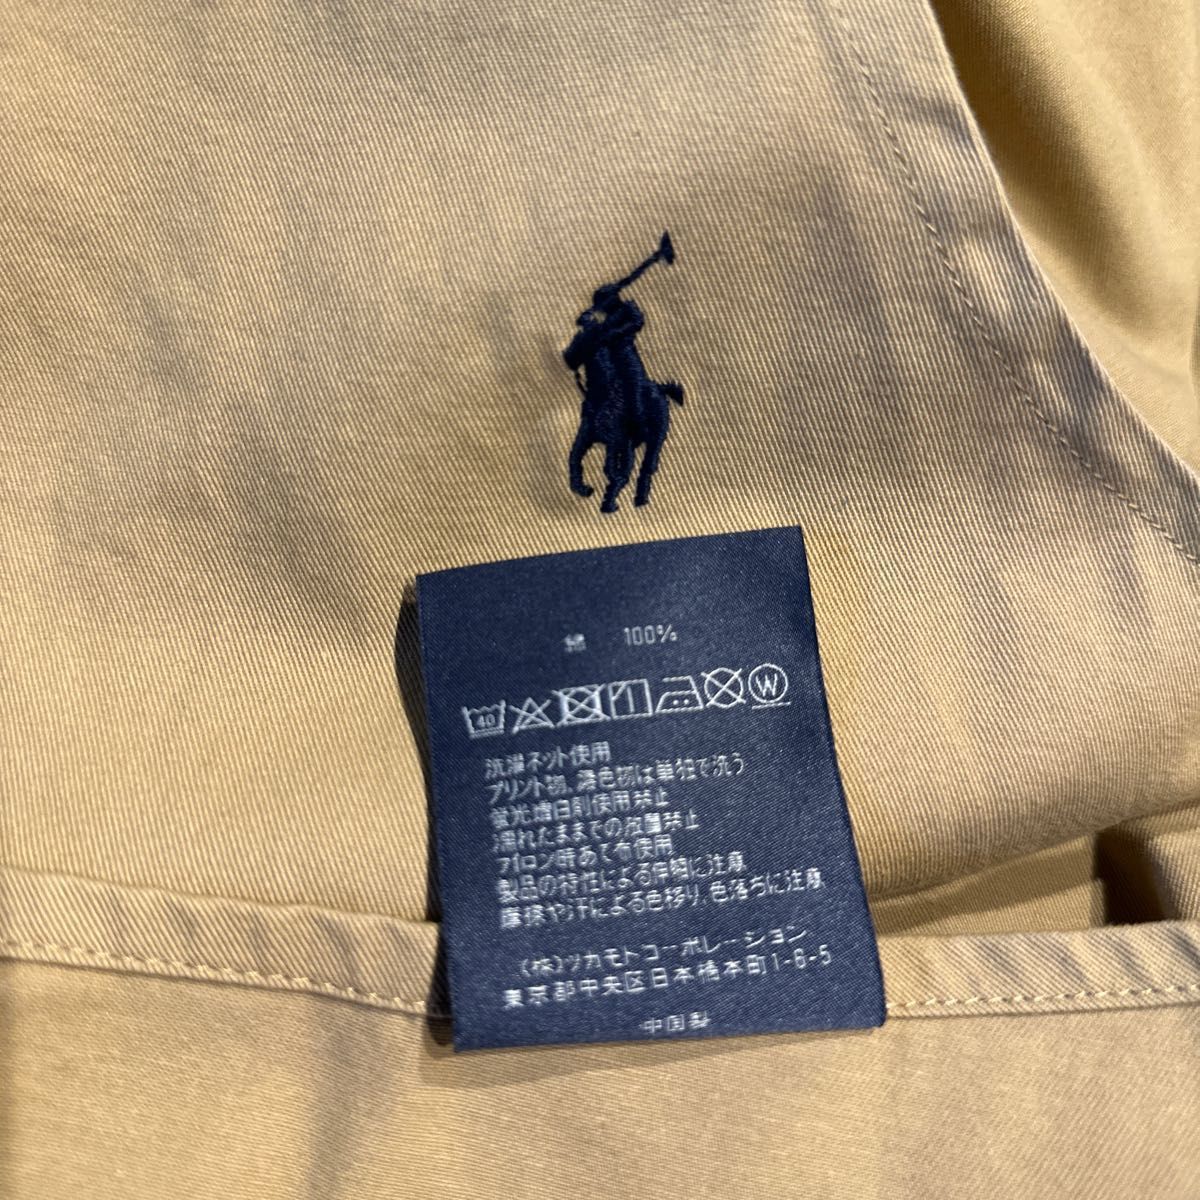 綿 100%
40 W
洗濯ネット使用
プリント物、濃色物は単独で洗う
蛍光増白剤使用禁止
濡れたままでの放置禁止
アイロン時あて布使用
製品の特性による伸縮に注意
摩擦や汗による色移り、色落ちに注意
(株)ツカモトコーポレーション
東京都中央区日本橋本町1-6-5
中国製